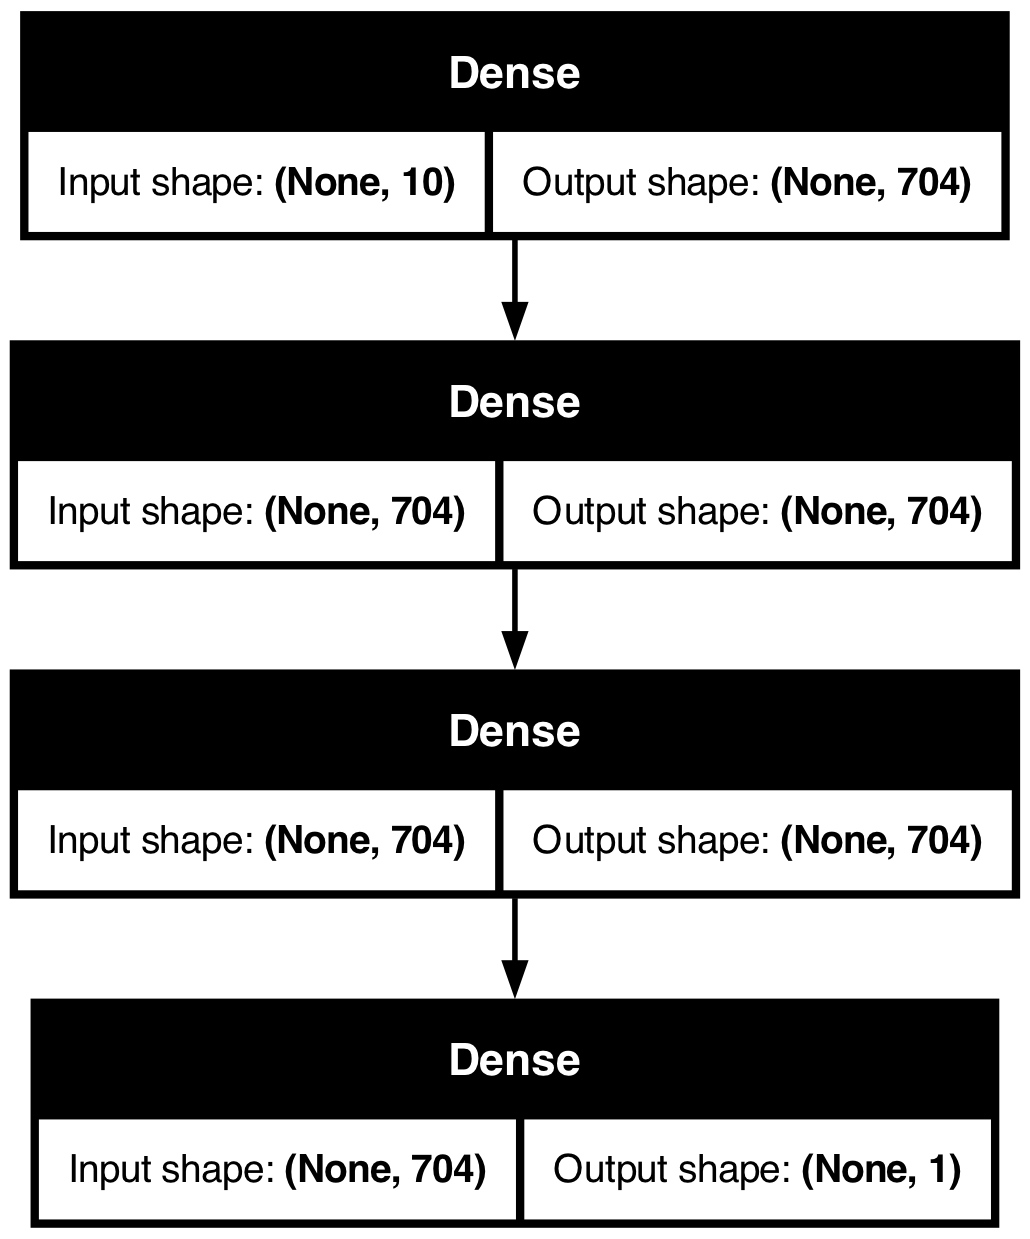 Dense
Input shape: (None, 10) Output shape: (None, 704)
Dense
Input shape: (None, 704) Output shape: (None, 704)
Dense
Input shape: (None, 704) Output shape: (None, 704)
Dense
Input shape: (None, 704) Output shape: (None, 1)